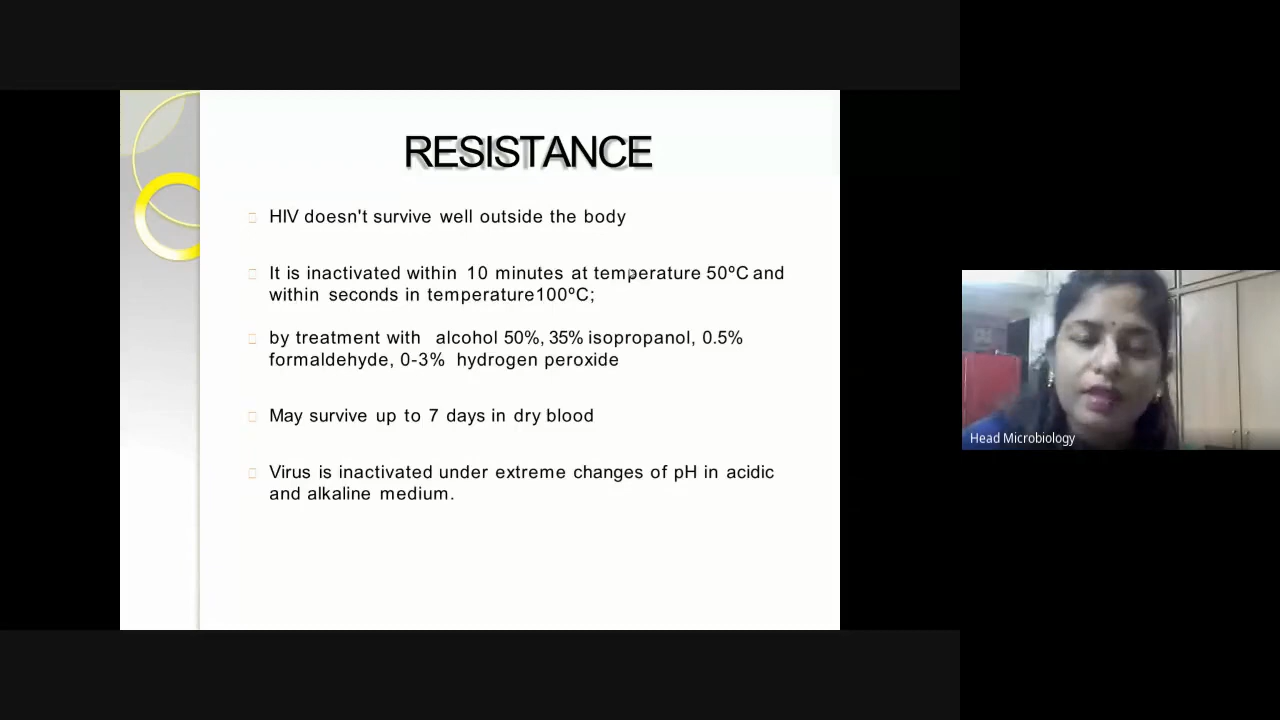 RESISTANCE
HIV doesn't survive well outside the body
It is inactivated within 10 minutes at temperature 50ºC and
within seconds in temperature100ºC;
by treatment with alcohol 50%, 35% isopropanol, 0.5%
formaldehyde, 0-3% hydrogen peroxide
May survive up to 7 days in dry blood
Virus is inactivated under extreme changes of pH in acidic
and alkaline medium.
Head Microbiology